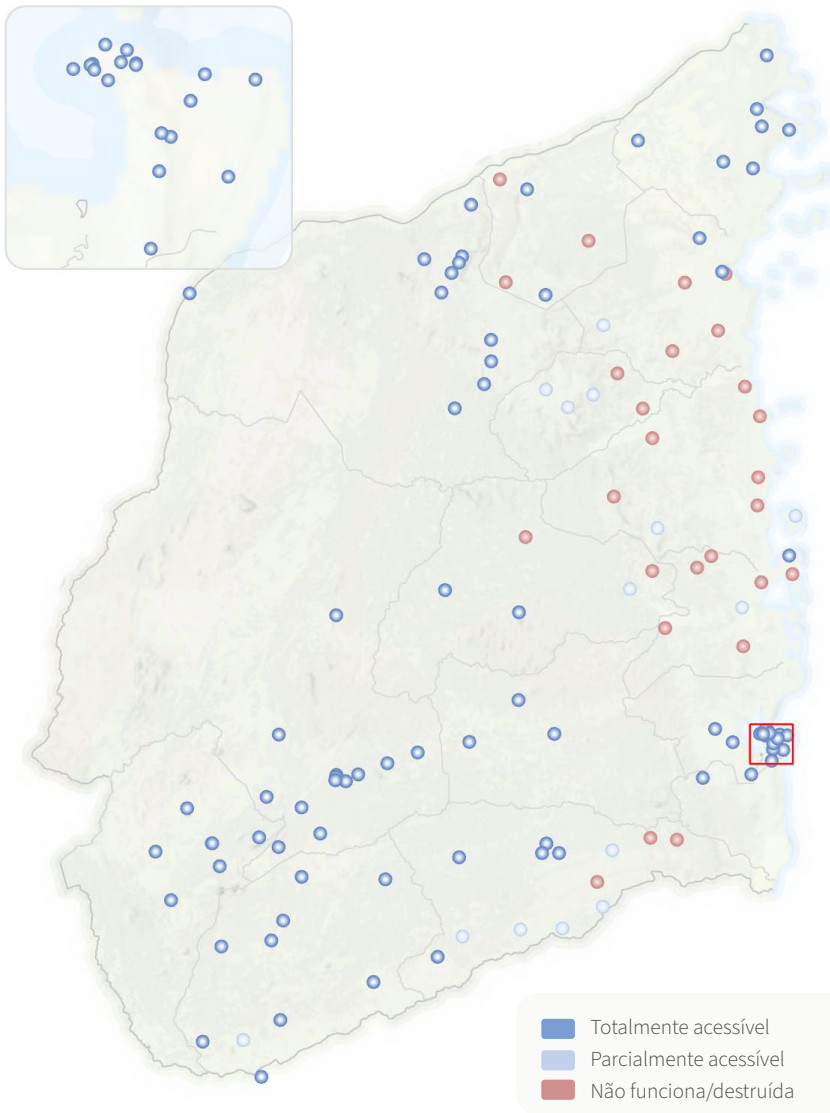 Totalmente acessível
Parcialmente acessível
Não funciona/destruída